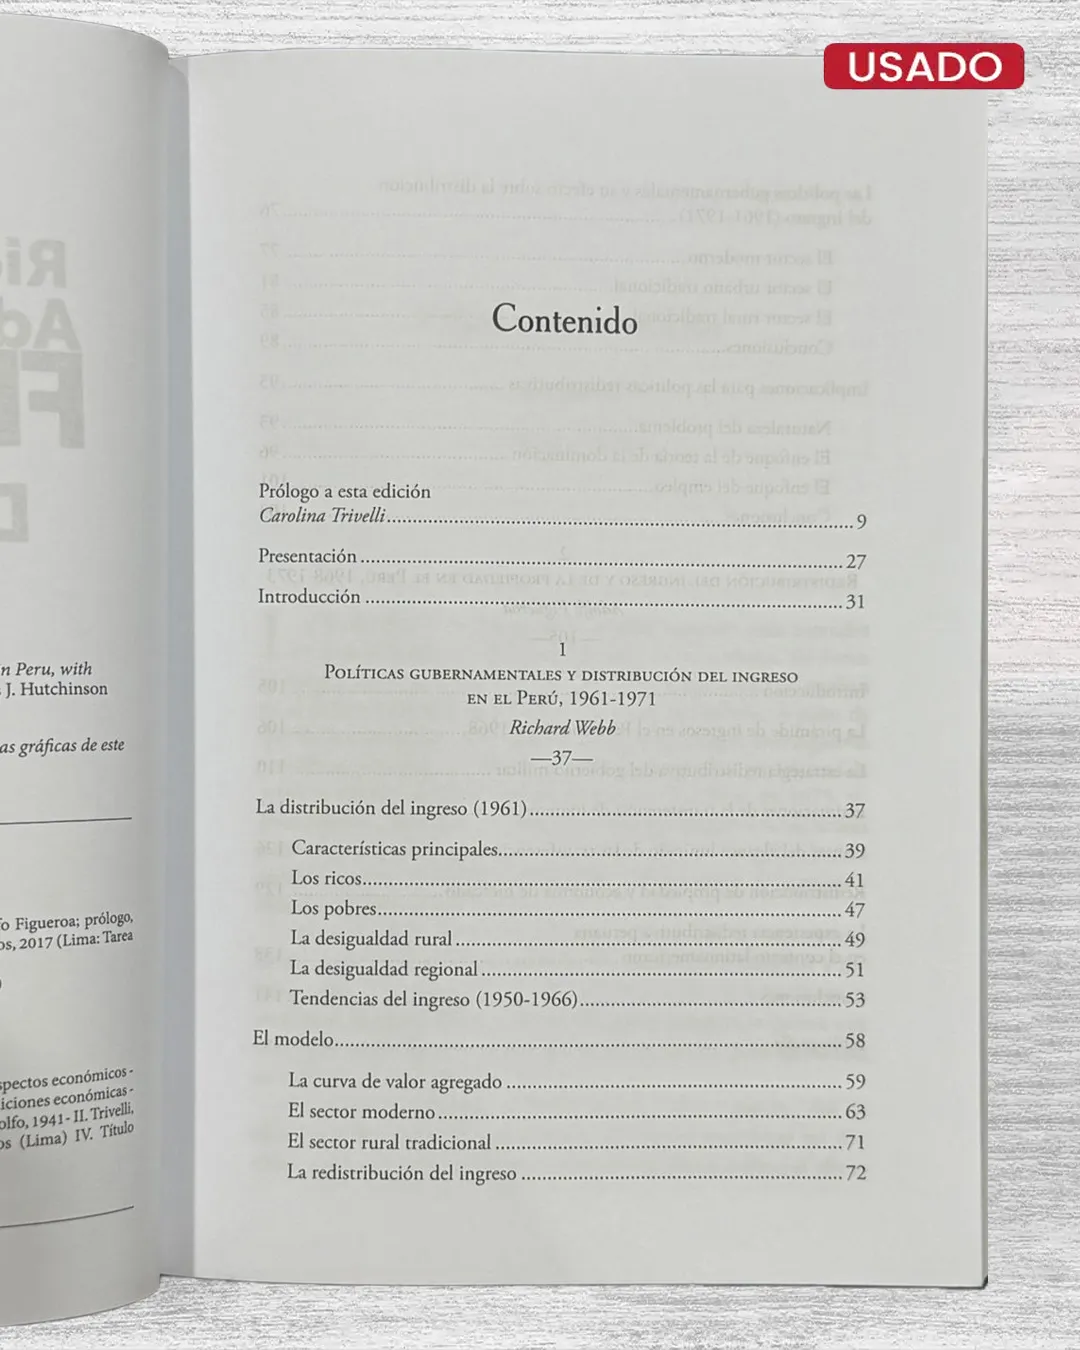 USADO
n Peru, with
J. Hutchinson
as gráficas de este
o Figueroa; prólogo,
os, 2017 (Lima: Tarea
spectos económicos -
iciones económicas -
olfo, 1941- II. Trivelli,
os (Lima) IV. Título
Contenido
Prólogo a esta edición
Carolina Trivelli.......... 9
Presentación.......... 27
Introducción.......... 31
1
Políticas gubernamentales y distribución del ingreso
en el Perú, 1961-1971
Richard Webb
—37—
La distribución del ingreso (1961).......... 37
Características principales.......... 39
Los ricos.......... 41
Los pobres.......... 47
La desigualdad rural.......... 49
La desigualdad regional.......... 51
Tendencias del ingreso (1950-1966).......... 53
El modelo.......... 58
La curva de valor agregado.......... 59
El sector moderno.......... 63
El sector rural tradicional.......... 71
La redistribución del ingreso.......... 72